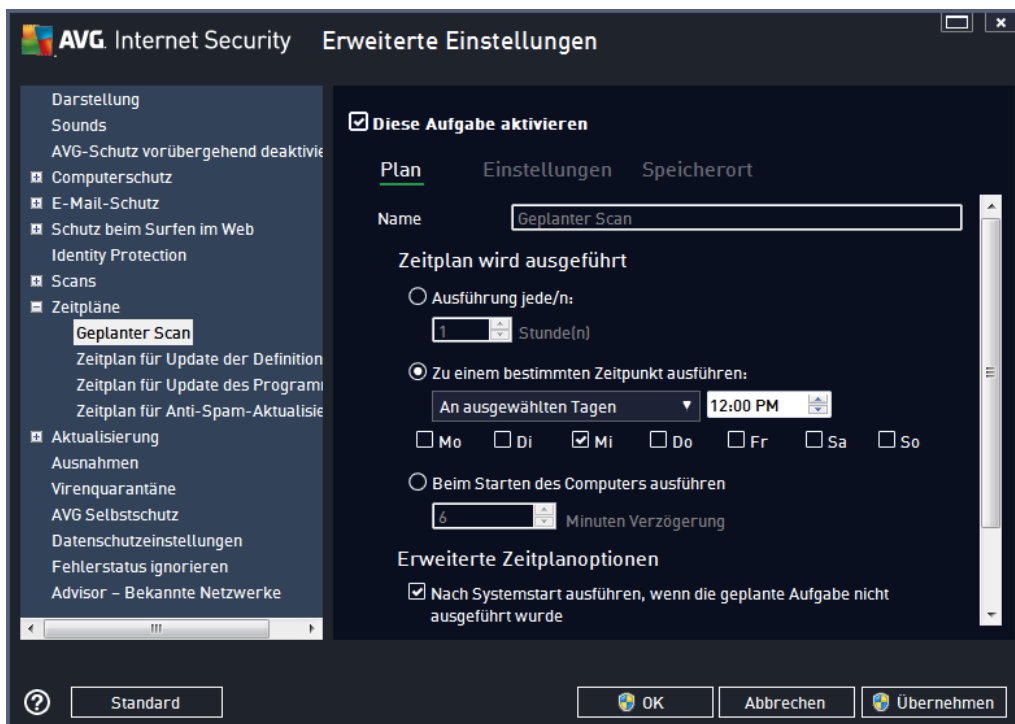 AVG. Internet Security Erweiterte Einstellungen
Darstellung
Sounds
AVG-Schutz vorübergehend deaktivie
Computerschutz
E-Mail-Schutz
Schutz beim Surfen im Web
Identity Protection
Scans
Zeitpläne
Geplanter Scan
Zeitplan für Update der Definition
Zeitplan für Update des Program
Zeitplan für Anti-Spam-Aktualisie
Aktualisierung
Ausnahmen
Virenquarantäne
AVG Selbstschutz
Datenschutzeinstellungen
Fehlerstatus ignorieren
Advisor – Bekannte Netzwerke
Diese Aufgabe aktivieren
Plan Einstellungen Speicherort
Name Geplanter Scan
Zeitplan wird ausgeführt
Ausführung jede/n:
1 Stunde(n)
Zu einem bestimmten Zeitpunkt ausführen:
An ausgewählten Tagen 12:00 PM
Mo Di Mi Do Fr Sa So
Beim Starten des Computers ausführen
6 Minuten Verzögerung
Erweiterte Zeitplanoptionen
Nach Systemstart ausführen, wenn die geplante Aufgabe nicht
ausgeführt wurde
? Standard OK Abbrechen Übernehmen